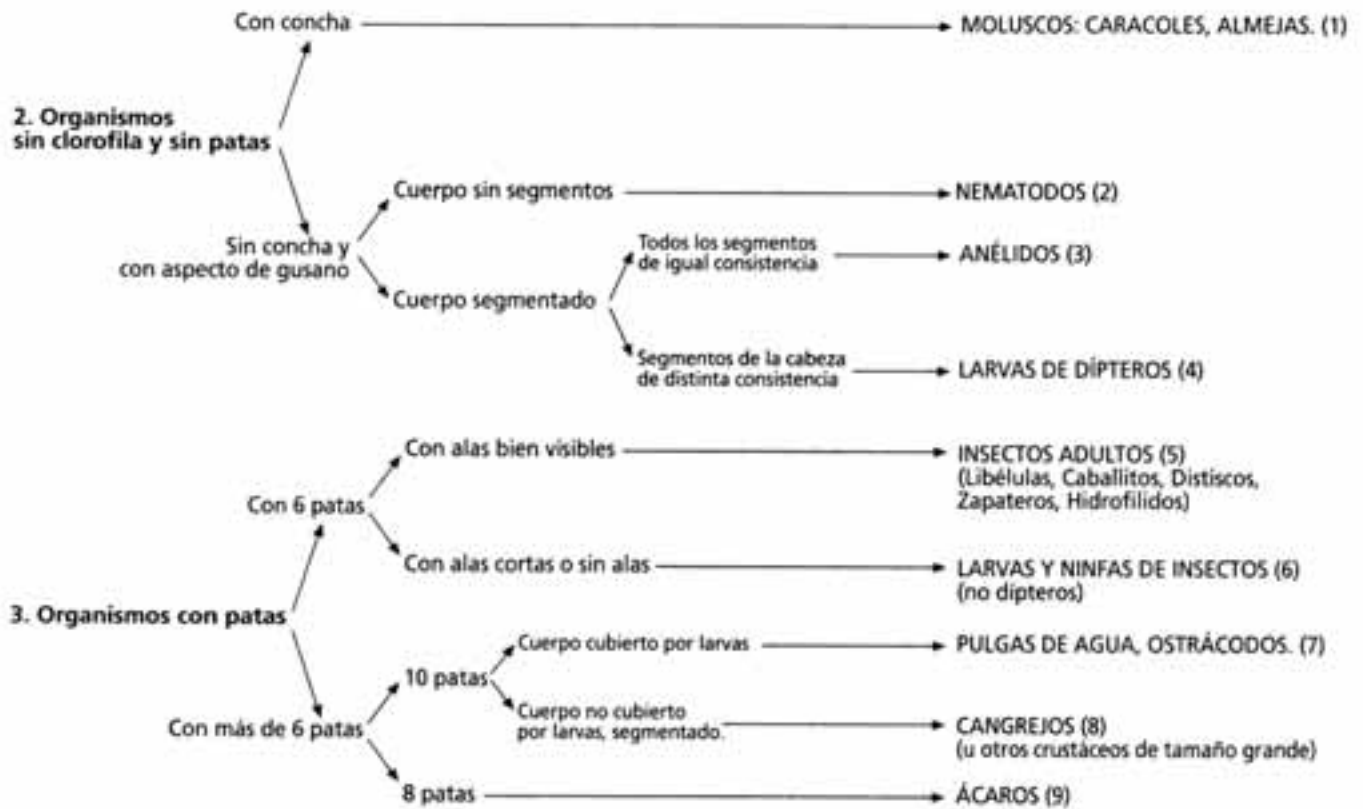 Con concha
MOLUSCOS: CARACOLES, ALMEJAS. (1)
2. Organismos
sin clorofila y sin patas
Cuerpo sin segmentos
NEMATODOS (2)
Sin concha y
con aspecto de gusano
Todos los segmentos
de igual consistencia
ANÉLIDOS (3)
Cuerpo segmentado
Segmentos de la cabeza
de distinta consistencia
LARVAS DE DÍPTEROS (4)
Con alas bien visibles
INSECTOS ADULTOS (5)
(Libélulas, Caballitos, Distiscos,
Zapateros, Hidrofilidos)
Con 6 patas
Con alas cortas o sin alas
LARVAS Y NINFAS DE INSECTOS (6)
(no dípteros)
3. Organismos con patas
Cuerpo cubierto por larvas
PULGAS DE AGUA, OSTRÁCODOS. (7)
10 patas
Cuerpo no cubierto
por larvas, segmentado.
CANGREJOS (8)
(u otros crustáceos de tamaño grande)
Con más de 6 patas
8 patas
ÁCAROS (9)